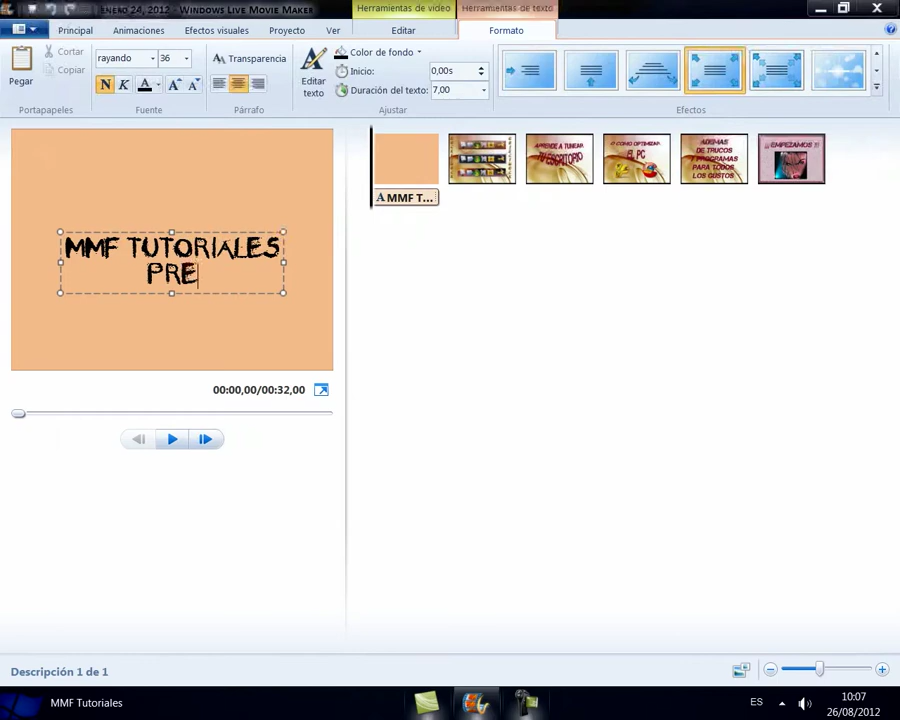 ENERO 24, 2012 - Windows Live Movie Maker
Herramientas de vídeo
Herramientas de texto
Principal
Animaciones
Efectos visuales
Proyecto
Ver
Editar
Formato
Pegar
Cortar
Copiar
Portapapeles
rayando
36
Transparencia
N K A A A
Fuente
Párrafo
Editar
texto
Color de fondo
Inicio:
0,00s
Duración del texto:
7,00
Ajustar
Efectos
MMF TUTORIALES
PRE
00:00,00/00:32,00
A MMF T...
APRENDE A TUNEAR
TU ESCRITORIO
O COMO OPTIMIZAR
EL PC
ADEMAS
DE TRUCOS
Y PROGRAMAS
PARA TODOS
LOS GUSTOS
¡¡¡EMPEZAMOS !!!
Descripción 1 de 1
MMF Tutoriales
ES
10:07
26/08/2012